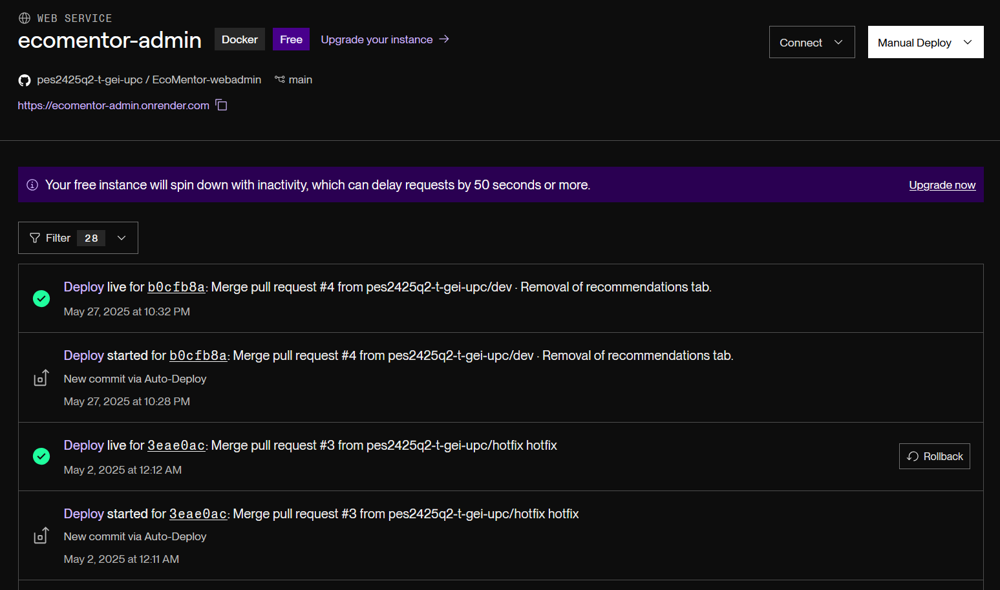 WEB SERVICE
ecomentor-admin Docker Free Upgrade your instance →
Connect
Manual Deploy
pes2425q2-t-gei-upc / EcoMentor-webadmin main
https://ecomentor-admin.onrender.com
Your free instance will spin down with inactivity, which can delay requests by 50 seconds or more.
Upgrade now
Filter 28
Deploy live for b0cfb8a: Merge pull request #4 from pes2425q2-t-gei-upc/dev · Removal of recommendations tab.
May 27, 2025 at 10:32 PM
Deploy started for b0cfb8a: Merge pull request #4 from pes2425q2-t-gei-upc/dev · Removal of recommendations tab.
New commit via Auto-Deploy
May 27, 2025 at 10:28 PM
Deploy live for 3eae0ac: Merge pull request #3 from pes2425q2-t-gei-upc/hotfix hotfix
May 2, 2025 at 12:12 AM
Rollback
Deploy started for 3eae0ac: Merge pull request #3 from pes2425q2-t-gei-upc/hotfix hotfix
New commit via Auto-Deploy
May 2, 2025 at 12:11 AM